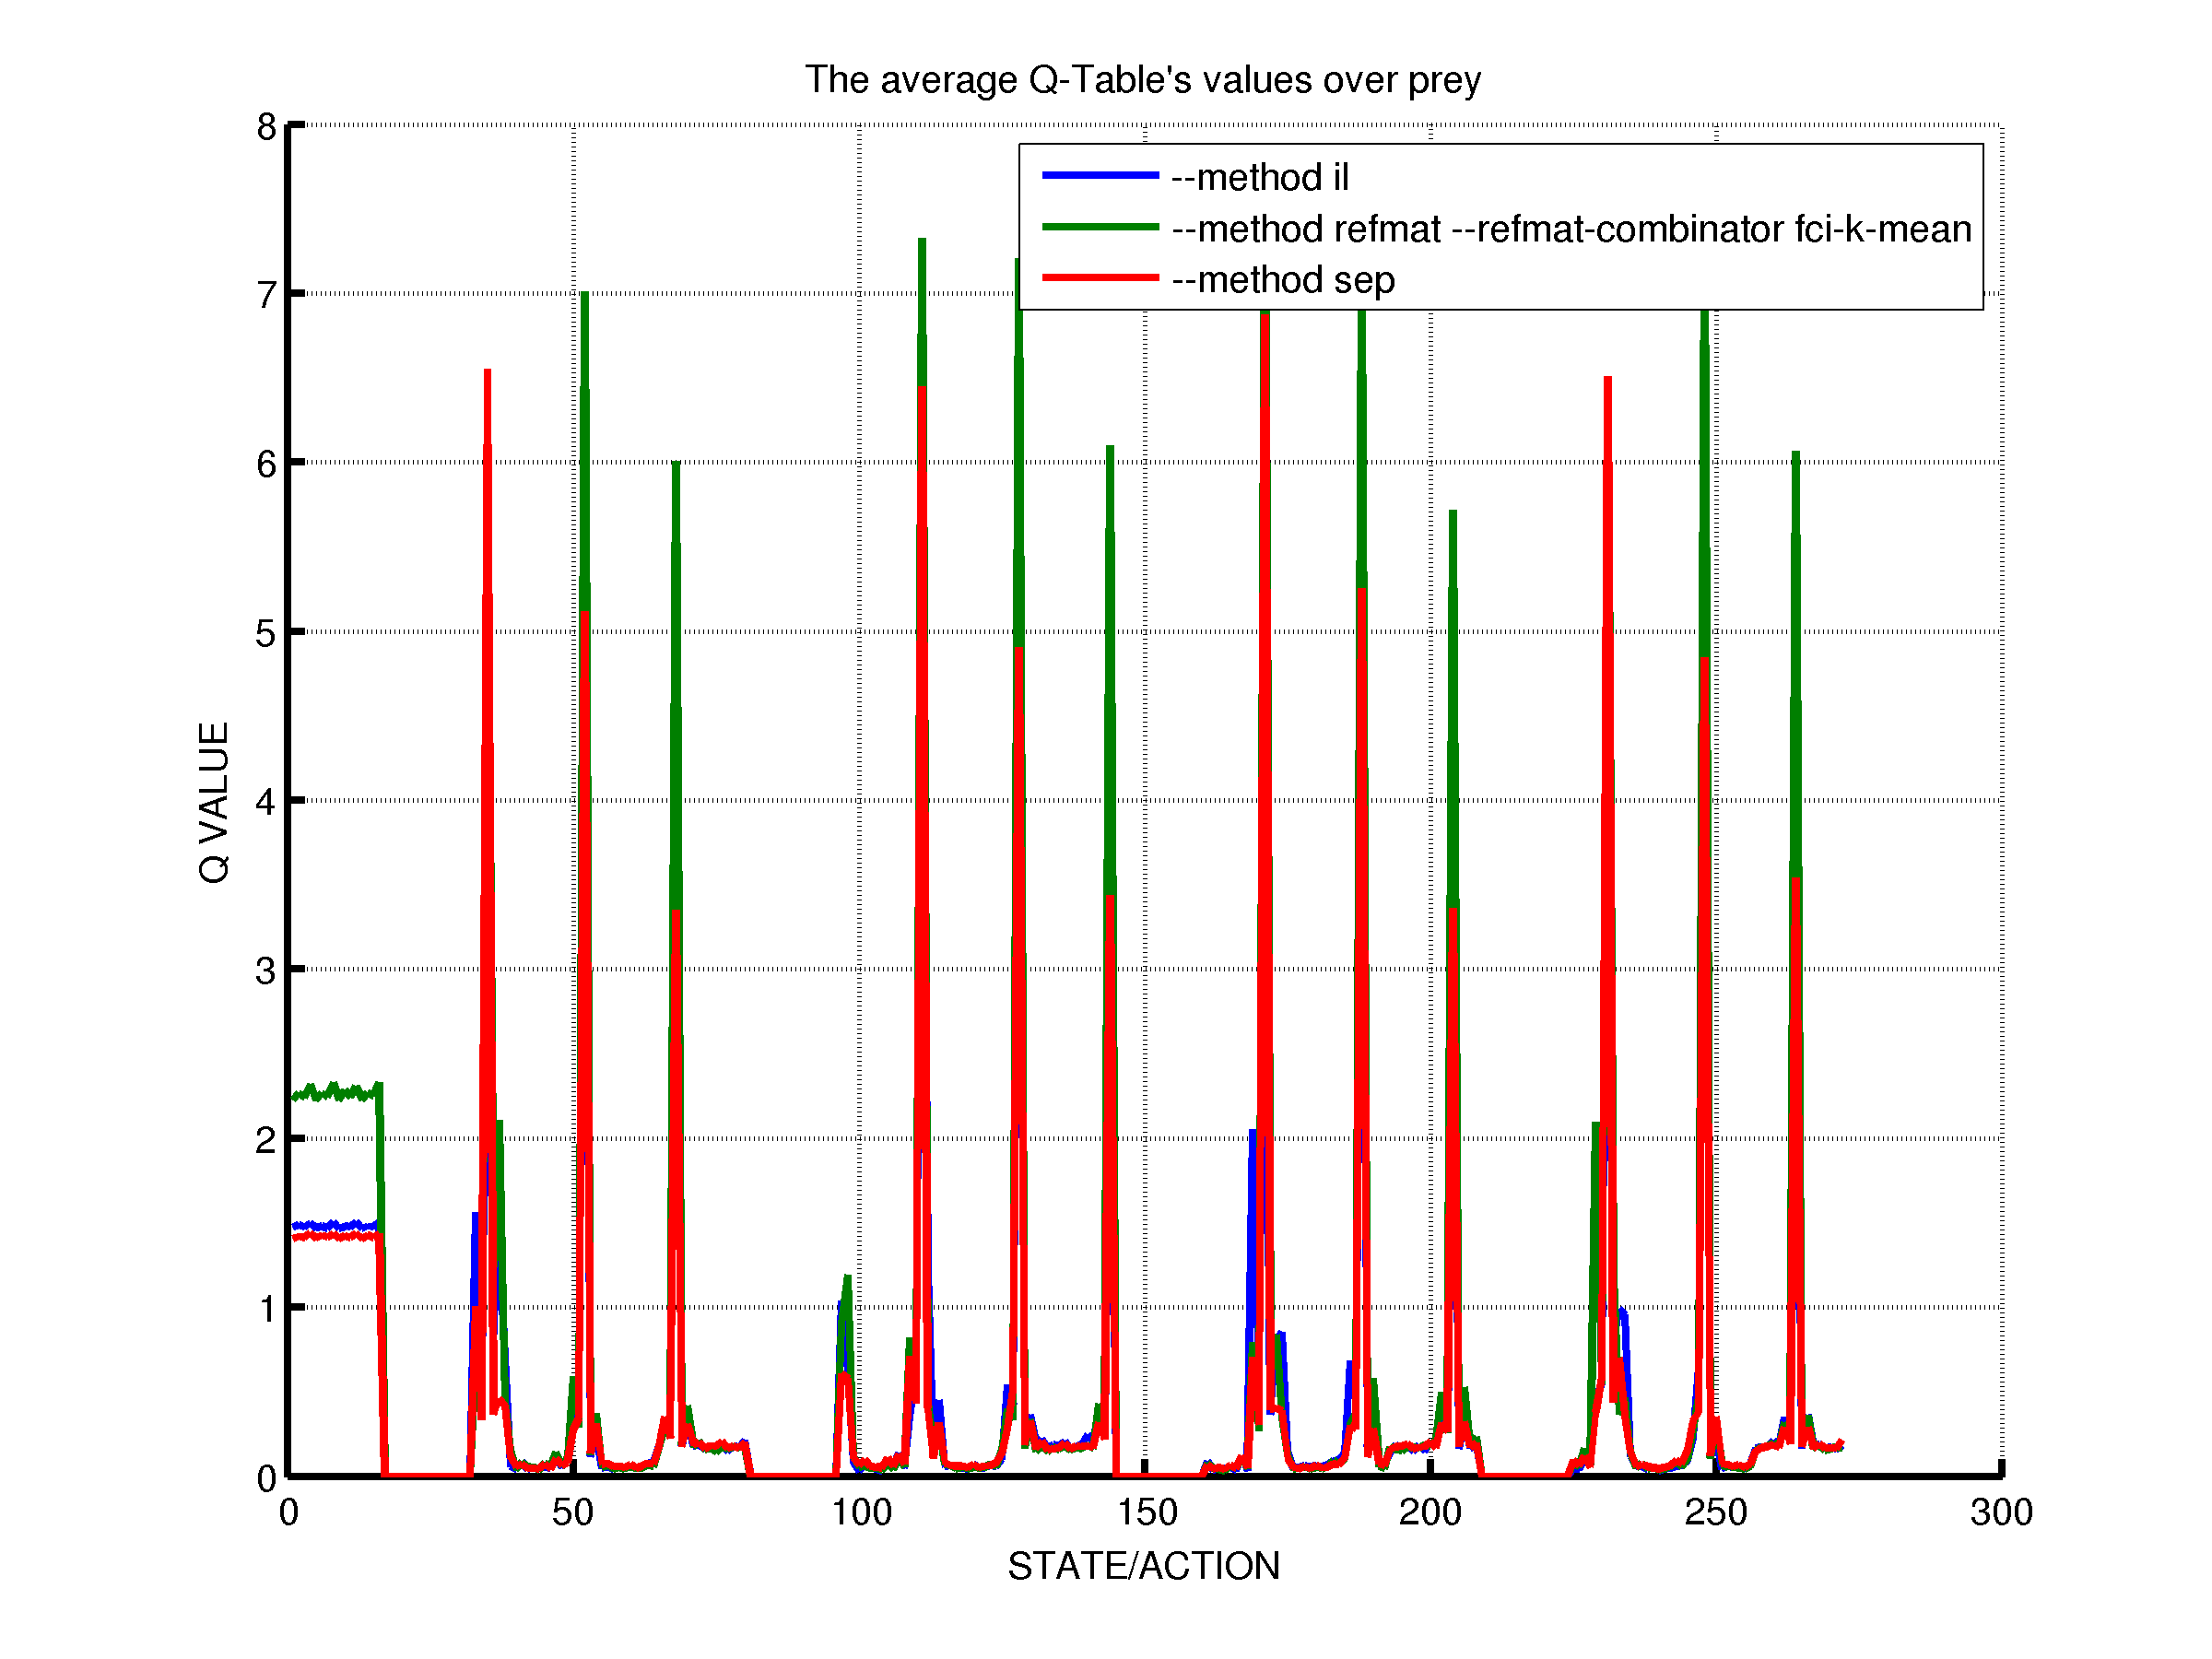 The average Q-Table's values over prey
8
7
6
5
4
3
2
1
0
Q VALUE
--method il
--method refmat --refmat-combinator fci-k-mean
--method sep
0 50 100 150 200 250 300
STATE/ACTION